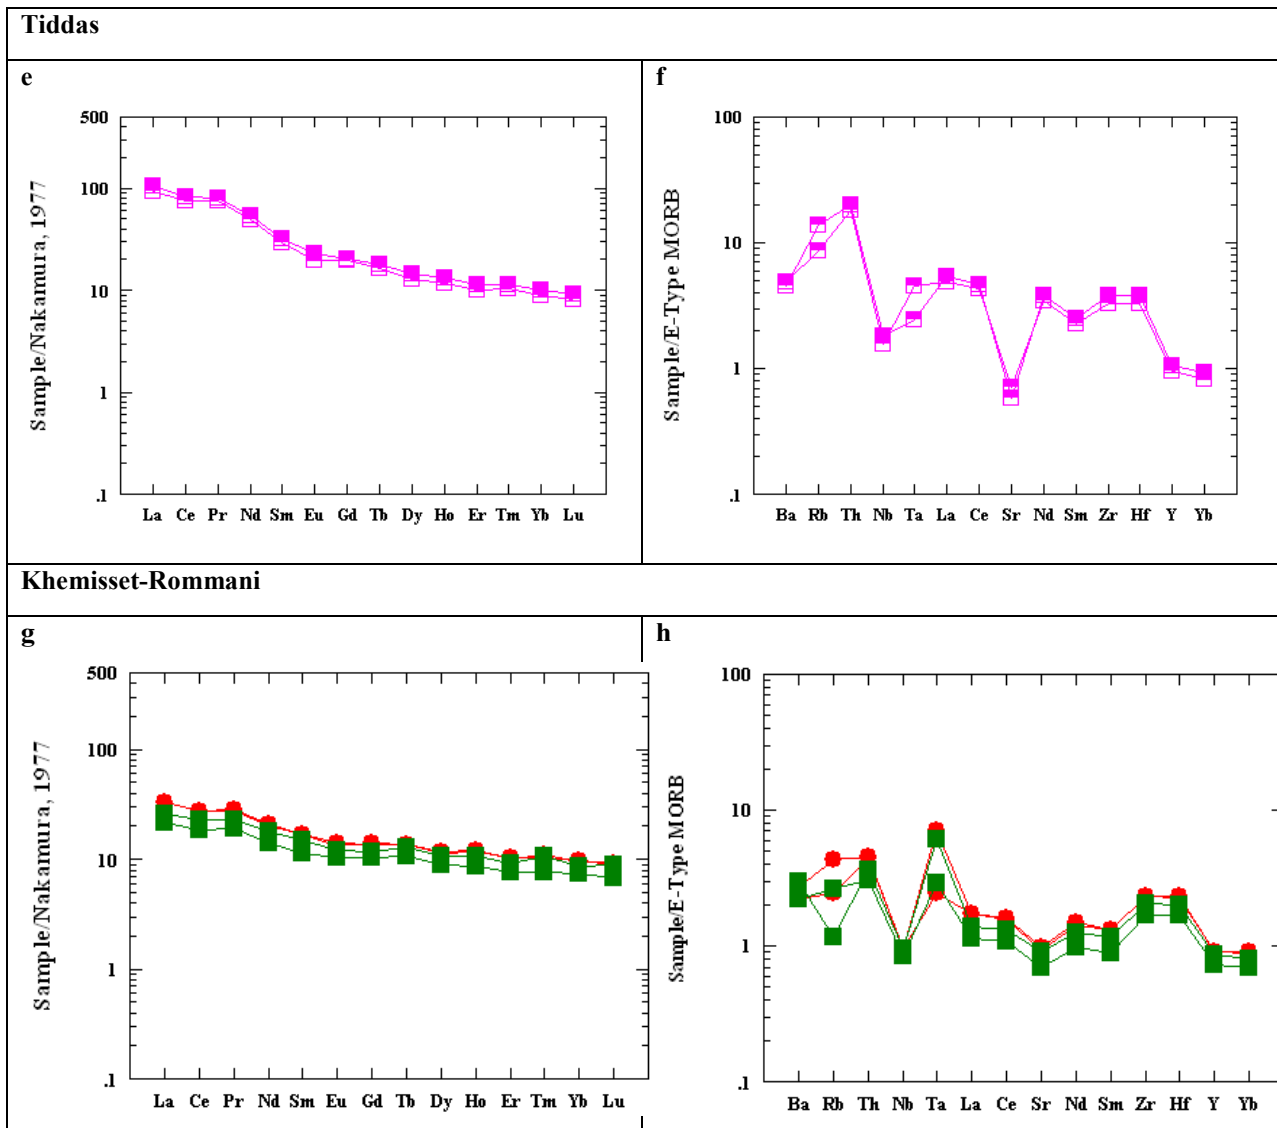 Tiddas
e
500
100
10
1
.1
Sample/Nakamura, 1977
La Ce Pr Nd Sm Eu Gd Tb Dy Ho Er Tm Yb Lu
f
100
10
1
.1
Sample/E-Type MORB
Ba Rb Th Nb Ta La Ce Sr Nd Sm Zr Hf Y Yb
Khemisset-Rommani
g
500
100
10
1
.1
Sample/Nakamura, 1977
La Ce Pr Nd Sm Eu Gd Tb Dy Ho Er Tm Yb Lu
h
100
10
1
.1
Sample/E-Type MORB
Ba Rb Th Nb Ta La Ce Sr Nd Sm Zr Hf Y Yb